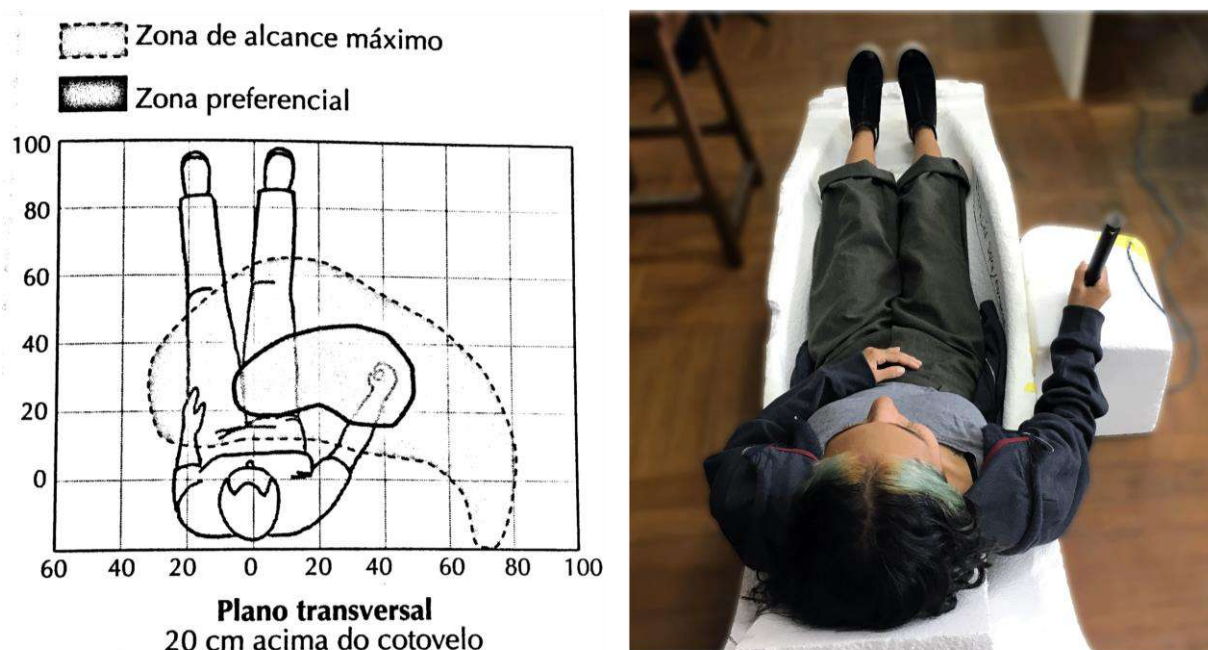 Zona de alcance máximo
Zona preferencial
100
80
60
40
20
0
60 40 20 0 20 40 60 80 100
Plano transversal
20 cm acima do cotovelo